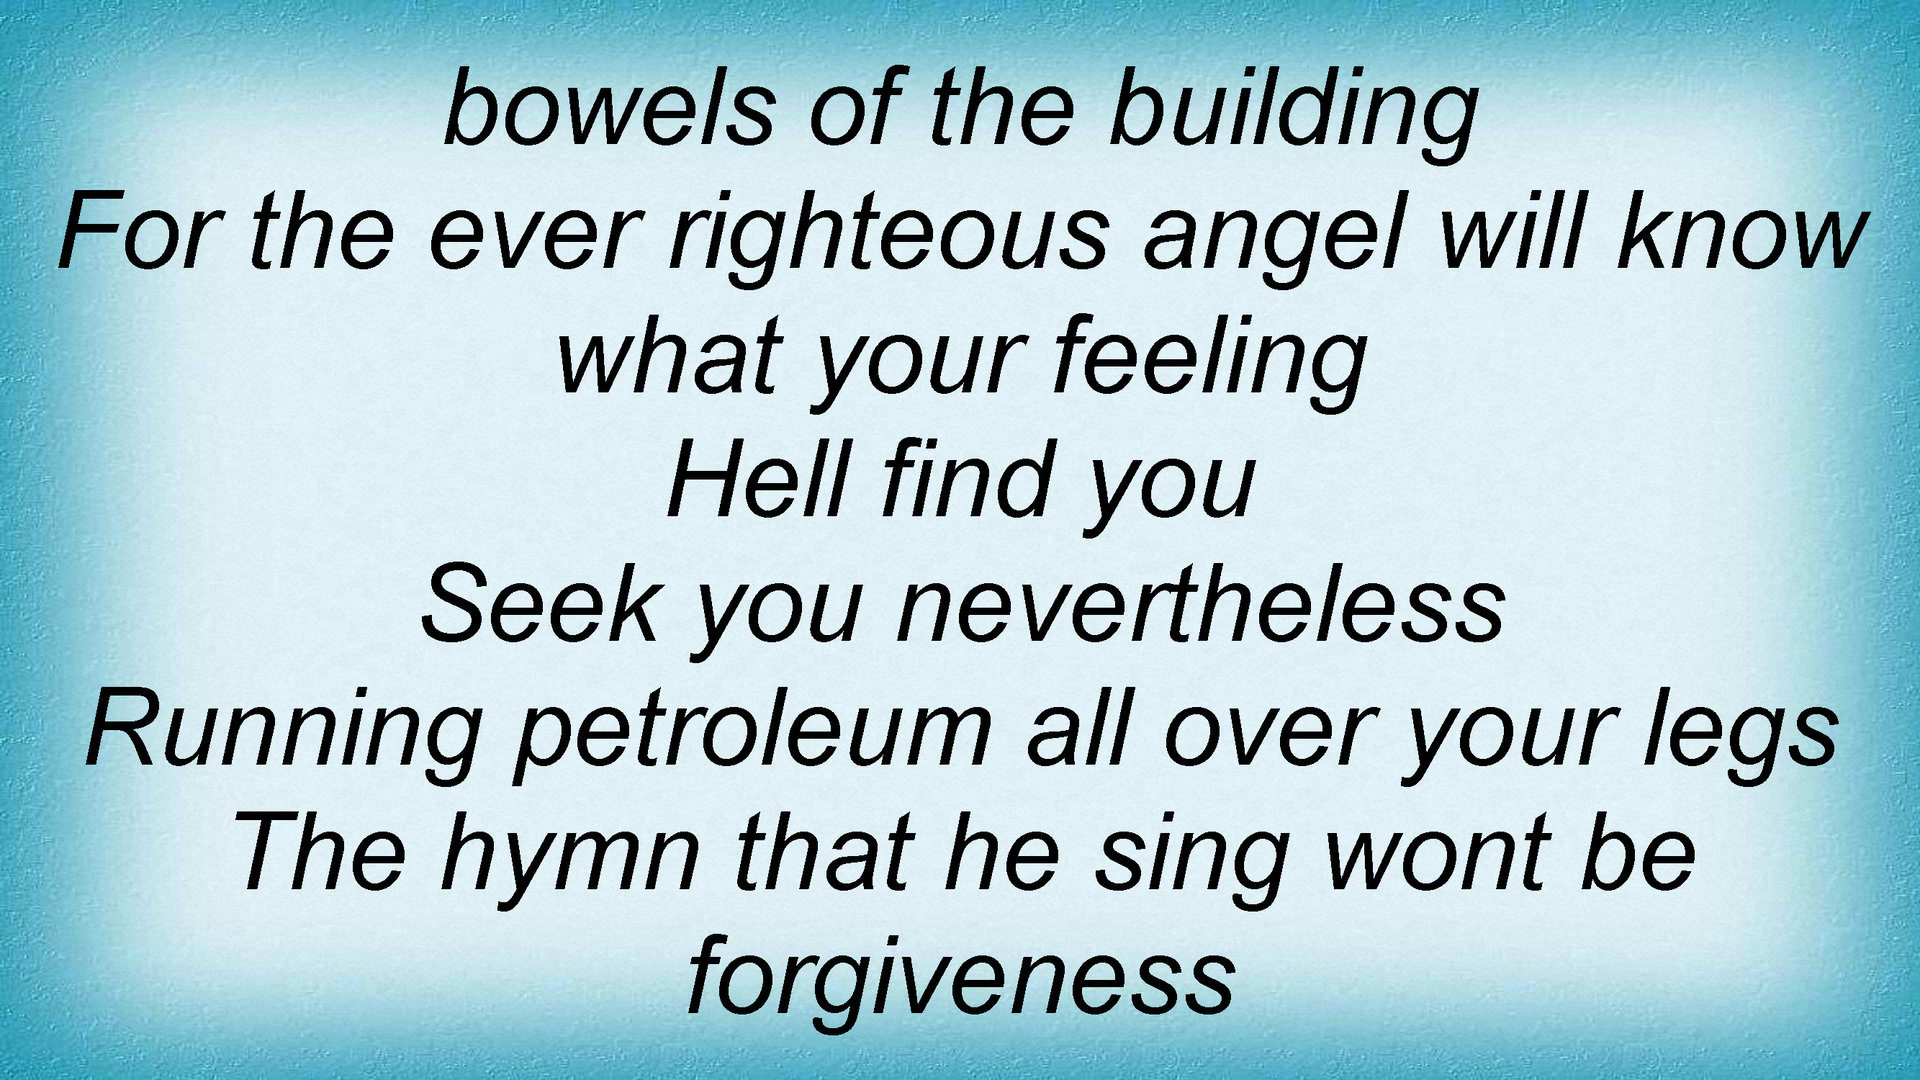 bowels of the building
For the ever righteous angel will know
what your feeling
Hell find you
Seek you nevertheless
Running petroleum all over your legs
The hymn that he sing wont be
forgiveness